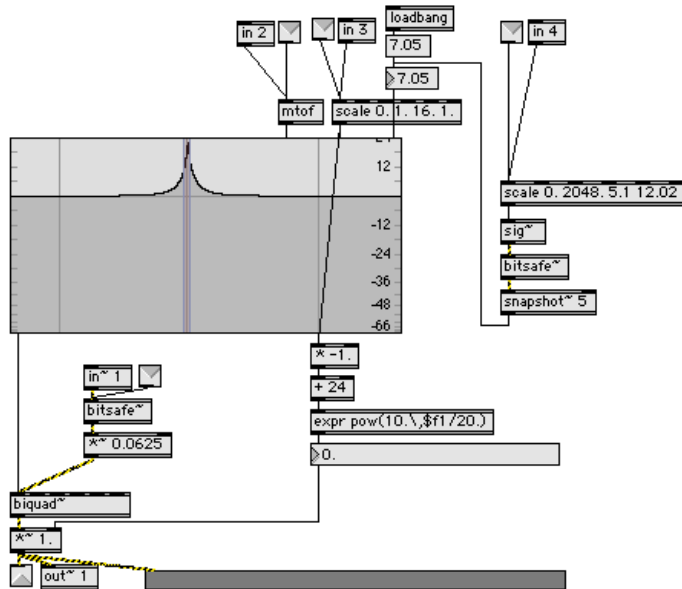 loadbang
in 2
in 3
7.05
in 4
7.05
mtof
scale 0. 1. 16. 1.
12
-12
-24
-36
-48
-66
scale 0. 2048. 5.1 12.02
sig~
bitsafe~
snapshot~ 5
* -1.
+ 24
expr pow(10.\,$f1/20.)
0.
in~ 1
bitsafe~
*~ 0.0625
biquad~
*~ 1.
out~ 1